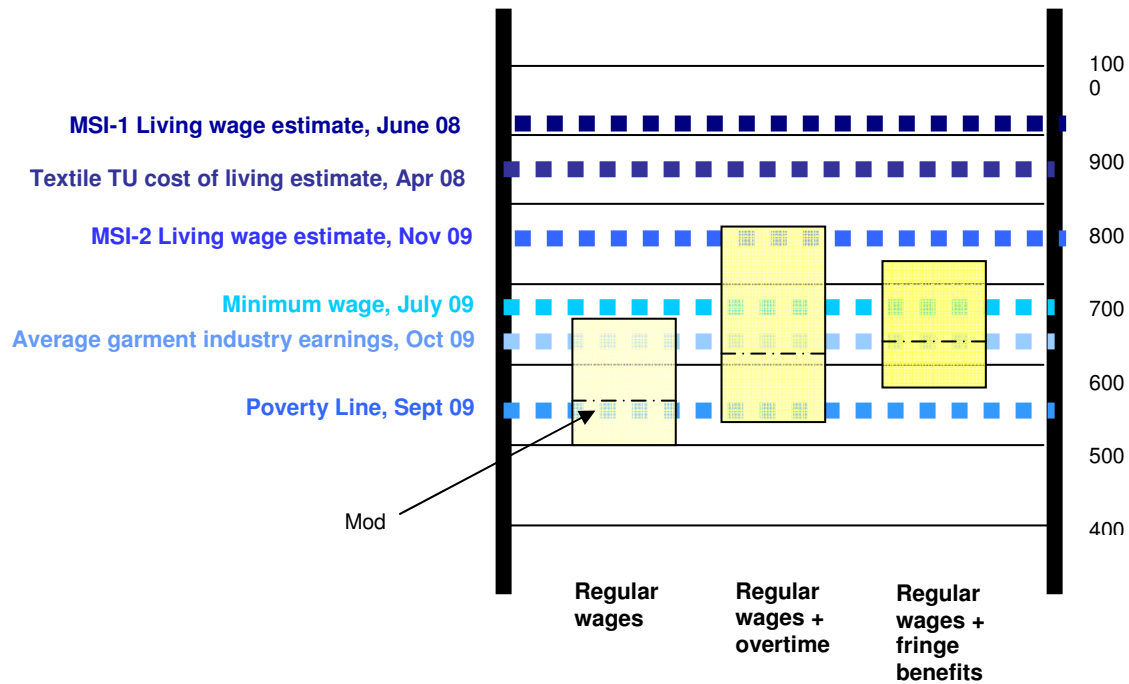 100
0
MSI-1 Living wage estimate, June 08
900
Textile TU cost of living estimate, Apr 08
MSI-2 Living wage estimate, Nov 09
800
Minimum wage, July 09
700
Average garment industry earnings, Oct 09
600
Poverty Line, Sept 09
500
Mod
400
Regular
wages
Regular
wages +
overtime
Regular
wages +
fringe
benefits